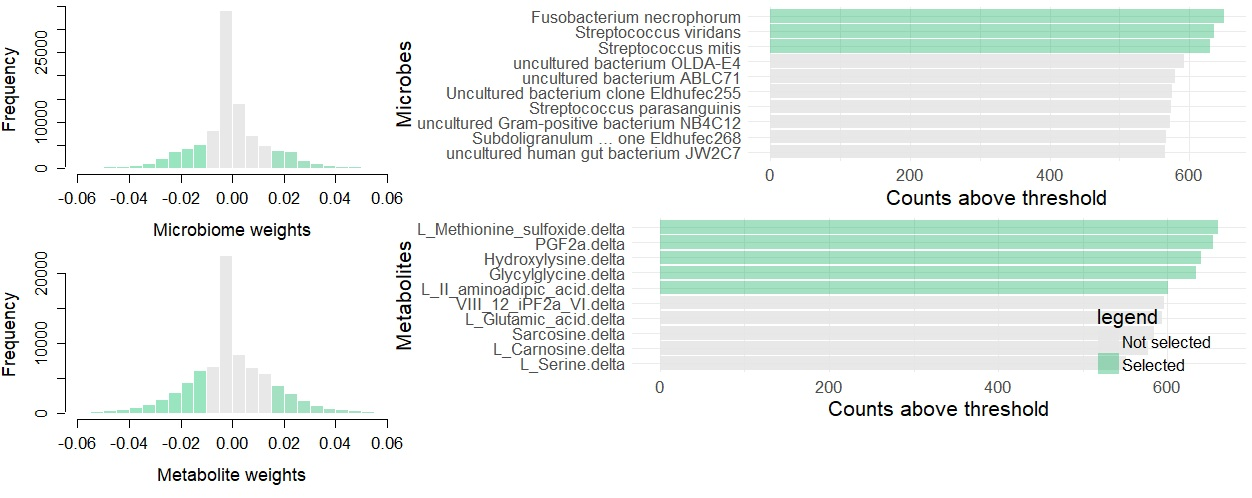 Frequency
0
10000
25000
-0.06 -0.04 -0.02 0.00 0.02 0.04 0.06
Microbiome weights
Microbes
Fusobacterium necrophorum
Streptococcus viridans
Streptococcus mitis
uncultured bacterium OLDA-E4
uncultured bacterium ABLC71
Uncultured bacterium clone Eldhufec255
Streptococcus parasanguinis
uncultured Gram-positive bacterium NB4C12
Subdoligranulum ... one Eldhufec268
uncultured human gut bacterium JW2C7
0 200 400 600
Counts above threshold
Frequency
0
10000
20000
-0.06 -0.04 -0.02 0.00 0.02 0.04 0.06
Metabolite weights
Metabolites
L_Methionine_sulfoxide.delta
PGF2a.delta
Hydroxylysine.delta
Glycylglycine.delta
L_II_aminoadipic_acid.delta
VIII_12_iPF2a_VI.delta
L_Glutamic_acid.delta
Sarcosine.delta
L_Carnosine.delta
L_Serine.delta
0 200 400 600
Counts above threshold
legend
Not selected
Selected